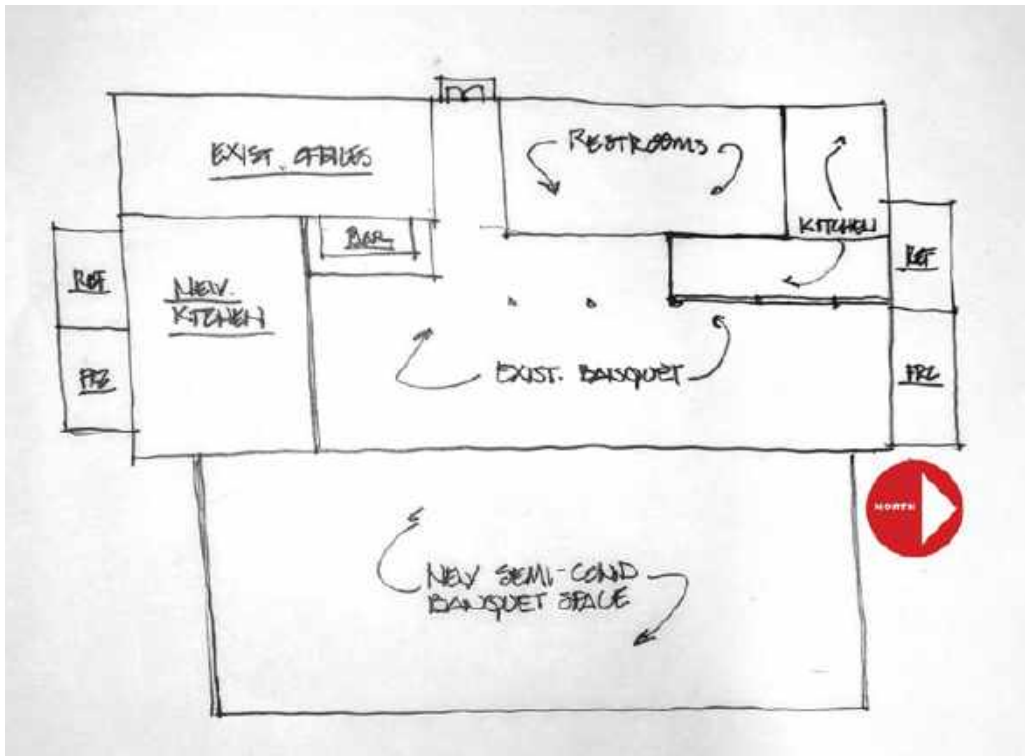 EXIST. OFFICES
RESTROOMS
BAR
KITCHEN
REF
NEW
KITCHEN
REF
FRZ
EXIST. BANQUET
FRZ
NORTH
NEW SEMI-COND
BANQUET SPACE